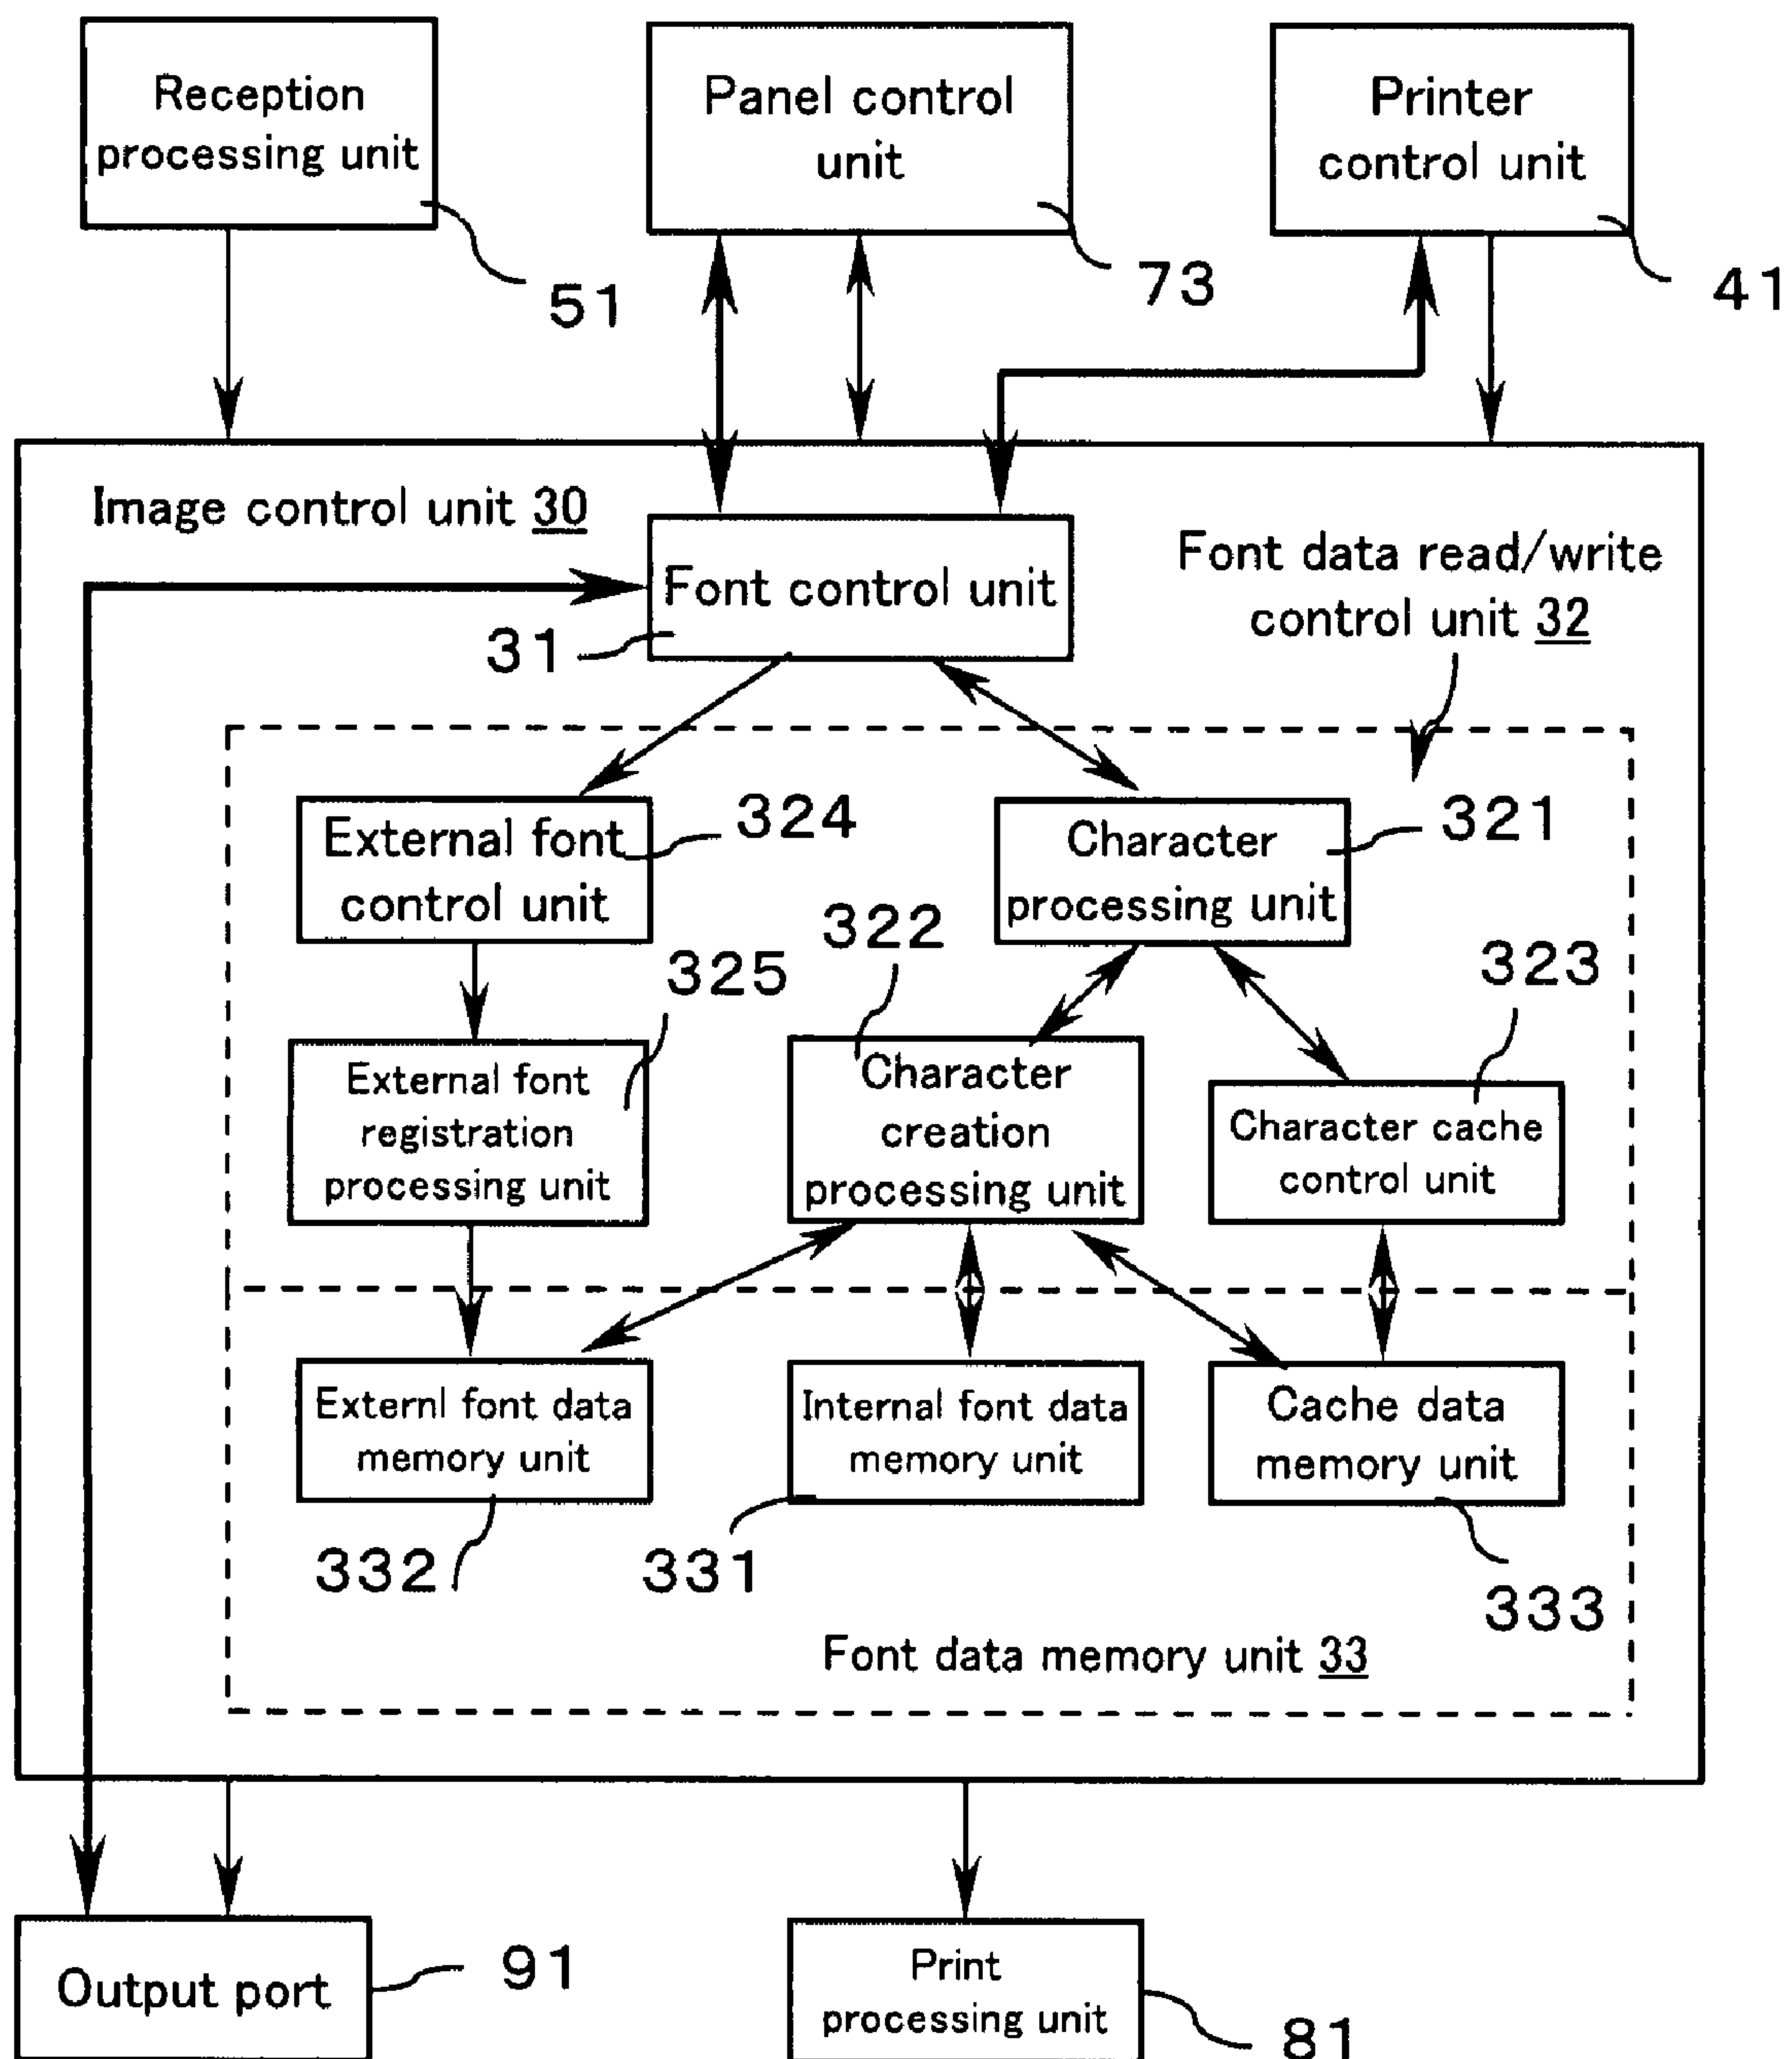 Reception
processing unit
51
Panel control
unit
73
Printer
control unit
41
Image control unit 30
Font control unit
31
Font data read/write
control unit 32
External font
control unit
324
Character
processing unit
321
External font
registration
processing unit
325
Character
creation
processing unit
322
Character cache
control unit
323
Externl font data
memory unit
332
Internal font data
memory unit
331
Cache data
memory unit
333
Font data memory unit 33
Output port
91
Print
processing unit
81